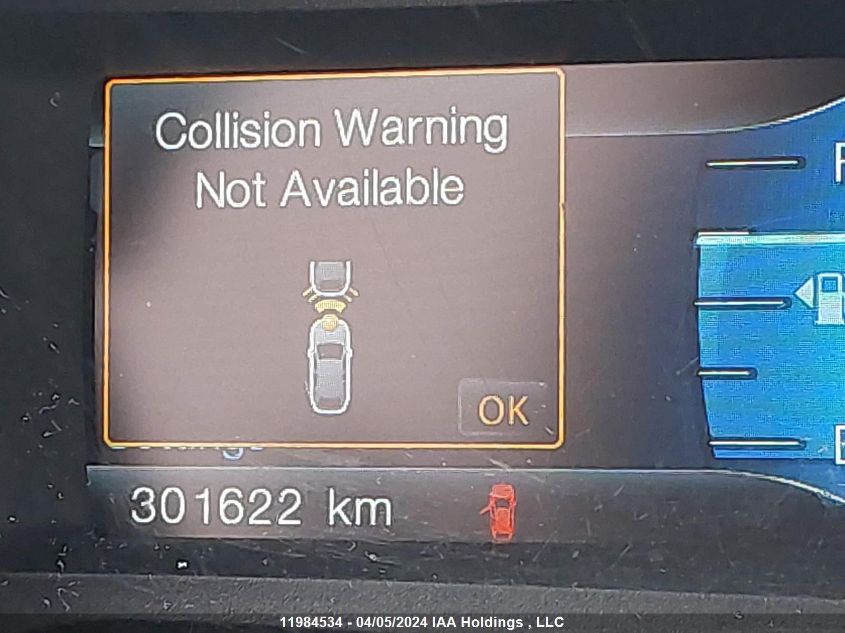 Collision Warning
Not Available
OK
301622 km
11984534 - 04/05/2024 IAA Holdings , LLC